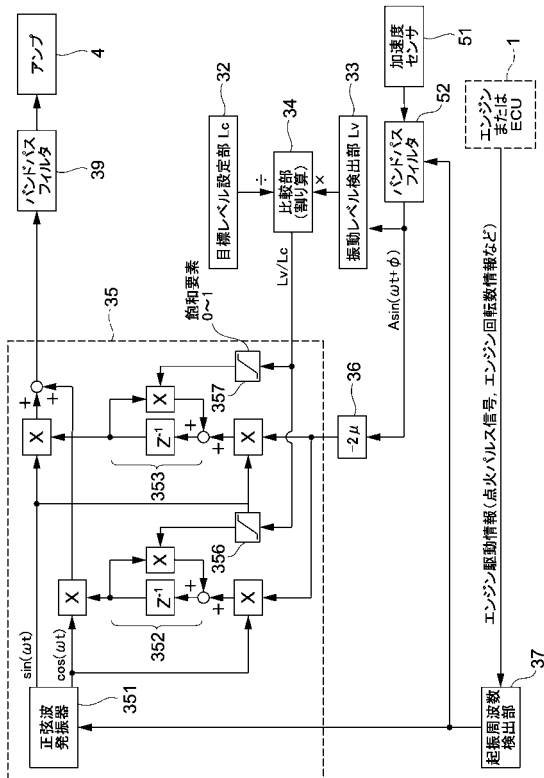 アンプ
4
バンドパス
フィルタ
39
35
sin(ωt)
cos(ωt)
正弦波
発振器
351
X
X
+
+
Z⁻¹
X
+
+
X
352
356
Z⁻¹
X
+
+
X
353
357
飽和要素
0～1
Lv/Lc
目標レベル設定部 Lc
32
÷
比較部
(割り算)
34
×
振動レベル検出部 Lv
33
-2μ
36
Asin(ωt+φ)
加速度
センサ
51
バンドパス
フィルタ
52
エンジン
または
ECU
1
エンジン駆動情報(点火パルス信号, エンジン回転数情報など)
起振周波数
検出部
37